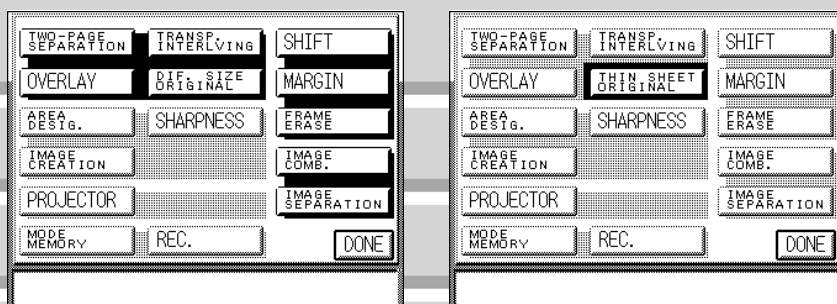 TWO-PAGE
SEPARATION
TRANSP.
INTERLVING
SHIFT
OVERLAY
DIF. SIZE
ORIGINAL
MARGIN
AREA
DESIG.
SHARPNESS
FRAME
ERASE
IMAGE
CREATION
IMAGE
COMB.
PROJECTOR
IMAGE
SEPARATION
MODE
MEMORY
REC.
DONE
TWO-PAGE
SEPARATION
TRANSP.
INTERLVING
SHIFT
OVERLAY
THIN SHEET
ORIGINAL
MARGIN
AREA
DESIG.
SHARPNESS
FRAME
ERASE
IMAGE
CREATION
IMAGE
COMB.
PROJECTOR
IMAGE
SEPARATION
MODE
MEMORY
REC.
DONE